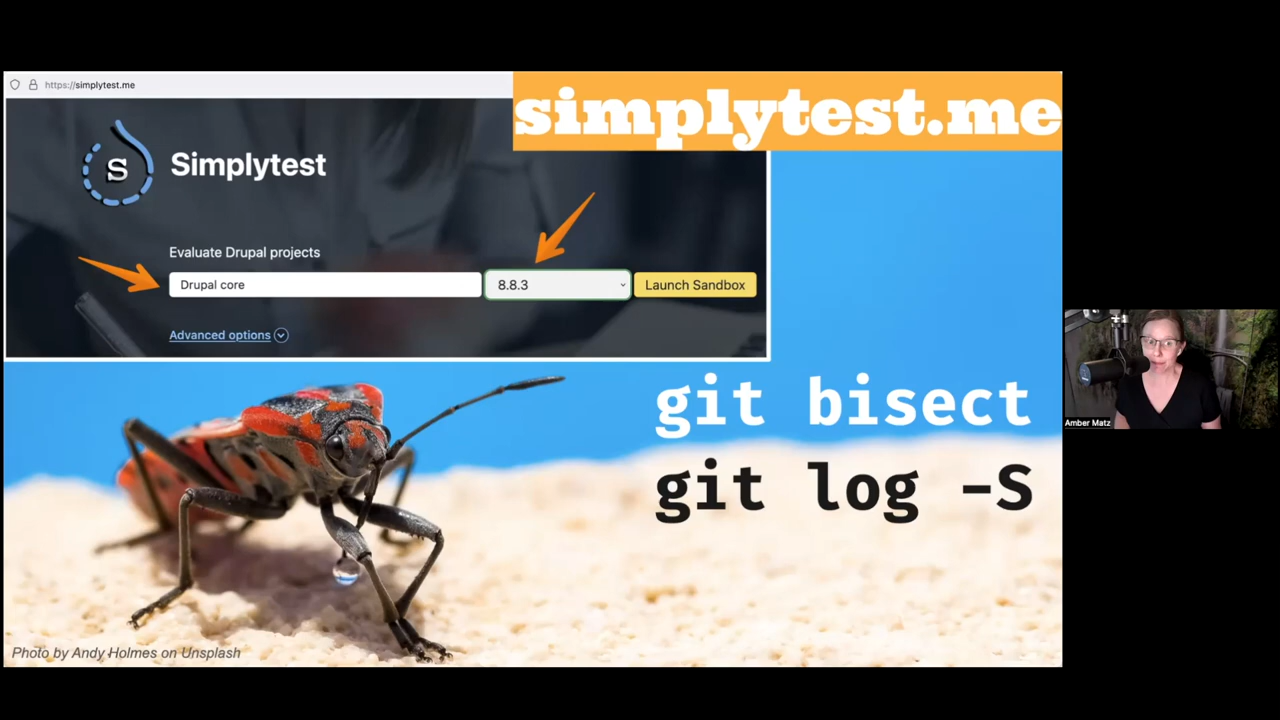 https://simplytest.me
simplytest.me
S
Simplytest
Evaluate Drupal projects
Drupal core
8.8.3
Launch Sandbox
Advanced options
git bisect
git log -S
Photo by Andy Holmes on Unsplash
Amber Matz